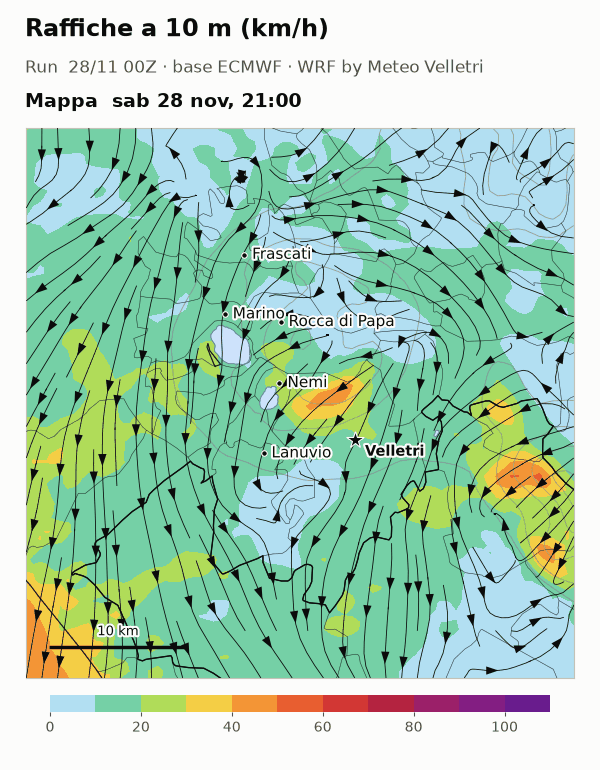 Raffiche a 10 m (km/h)
Run 28/11 00Z · base ECMWF · WRF by Meteo Velletri
Mappa sab 28 nov, 21:00
Frascati
Marino
Rocca di Papa
Nemi
Velletri
Lanuvio
10 km
0 20 40 60 80 100